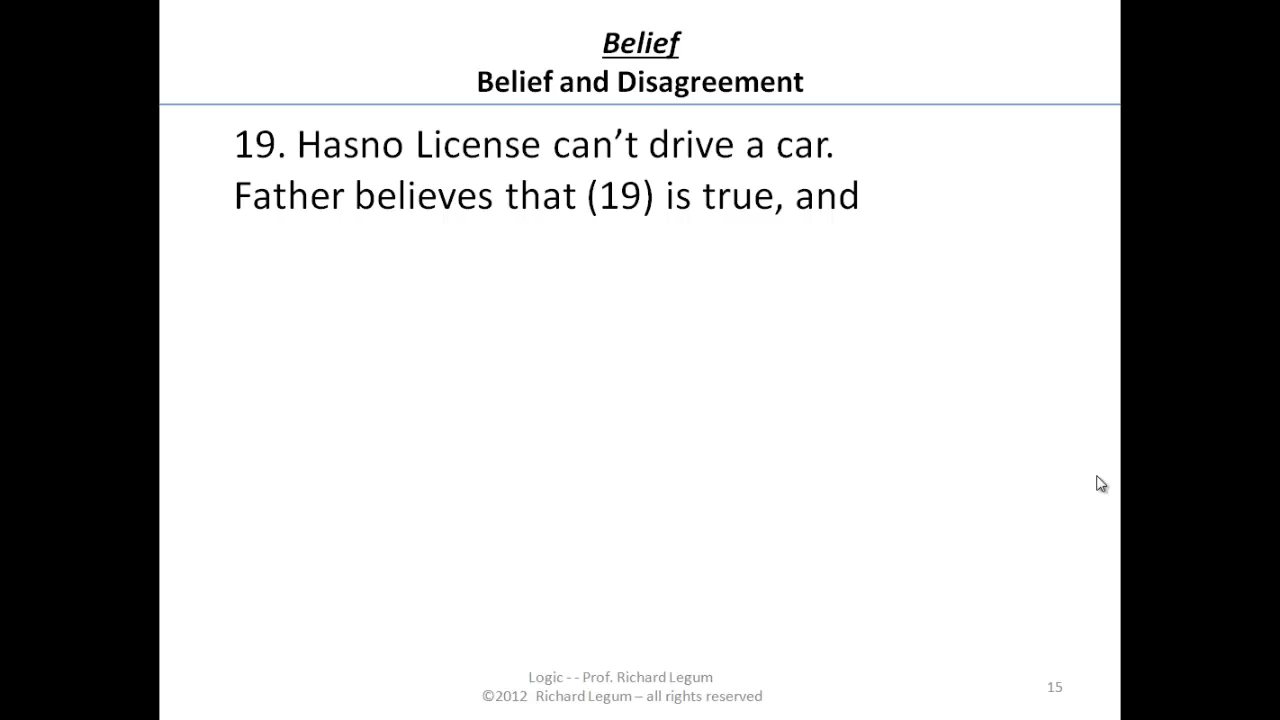 Belief
Belief and Disagreement
19. Hasno License can’t drive a car.
Father believes that (19) is true, and
Logic - - Prof. Richard Legum
©2012 Richard Legum – all rights reserved
15